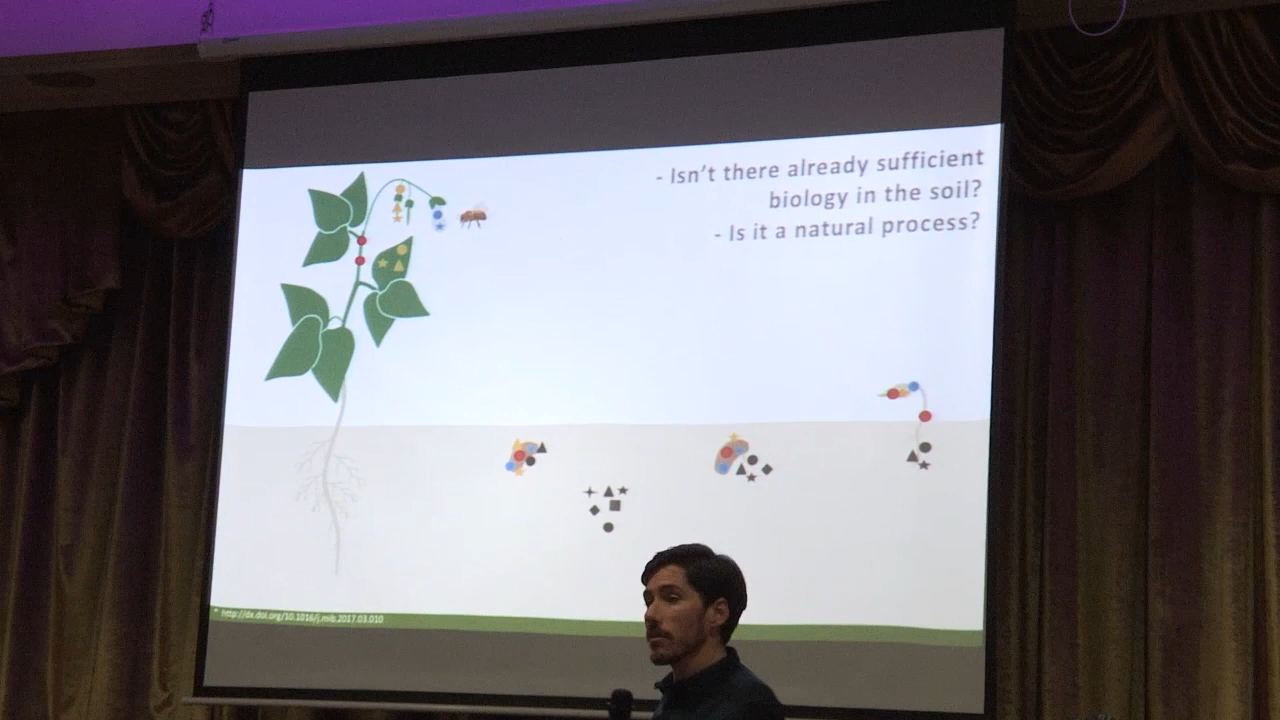 - Isn't there already sufficient
biology in the soil?
- Is it a natural process?
* http://dx.doi.org/10.1016/j.mib.2017.03.010